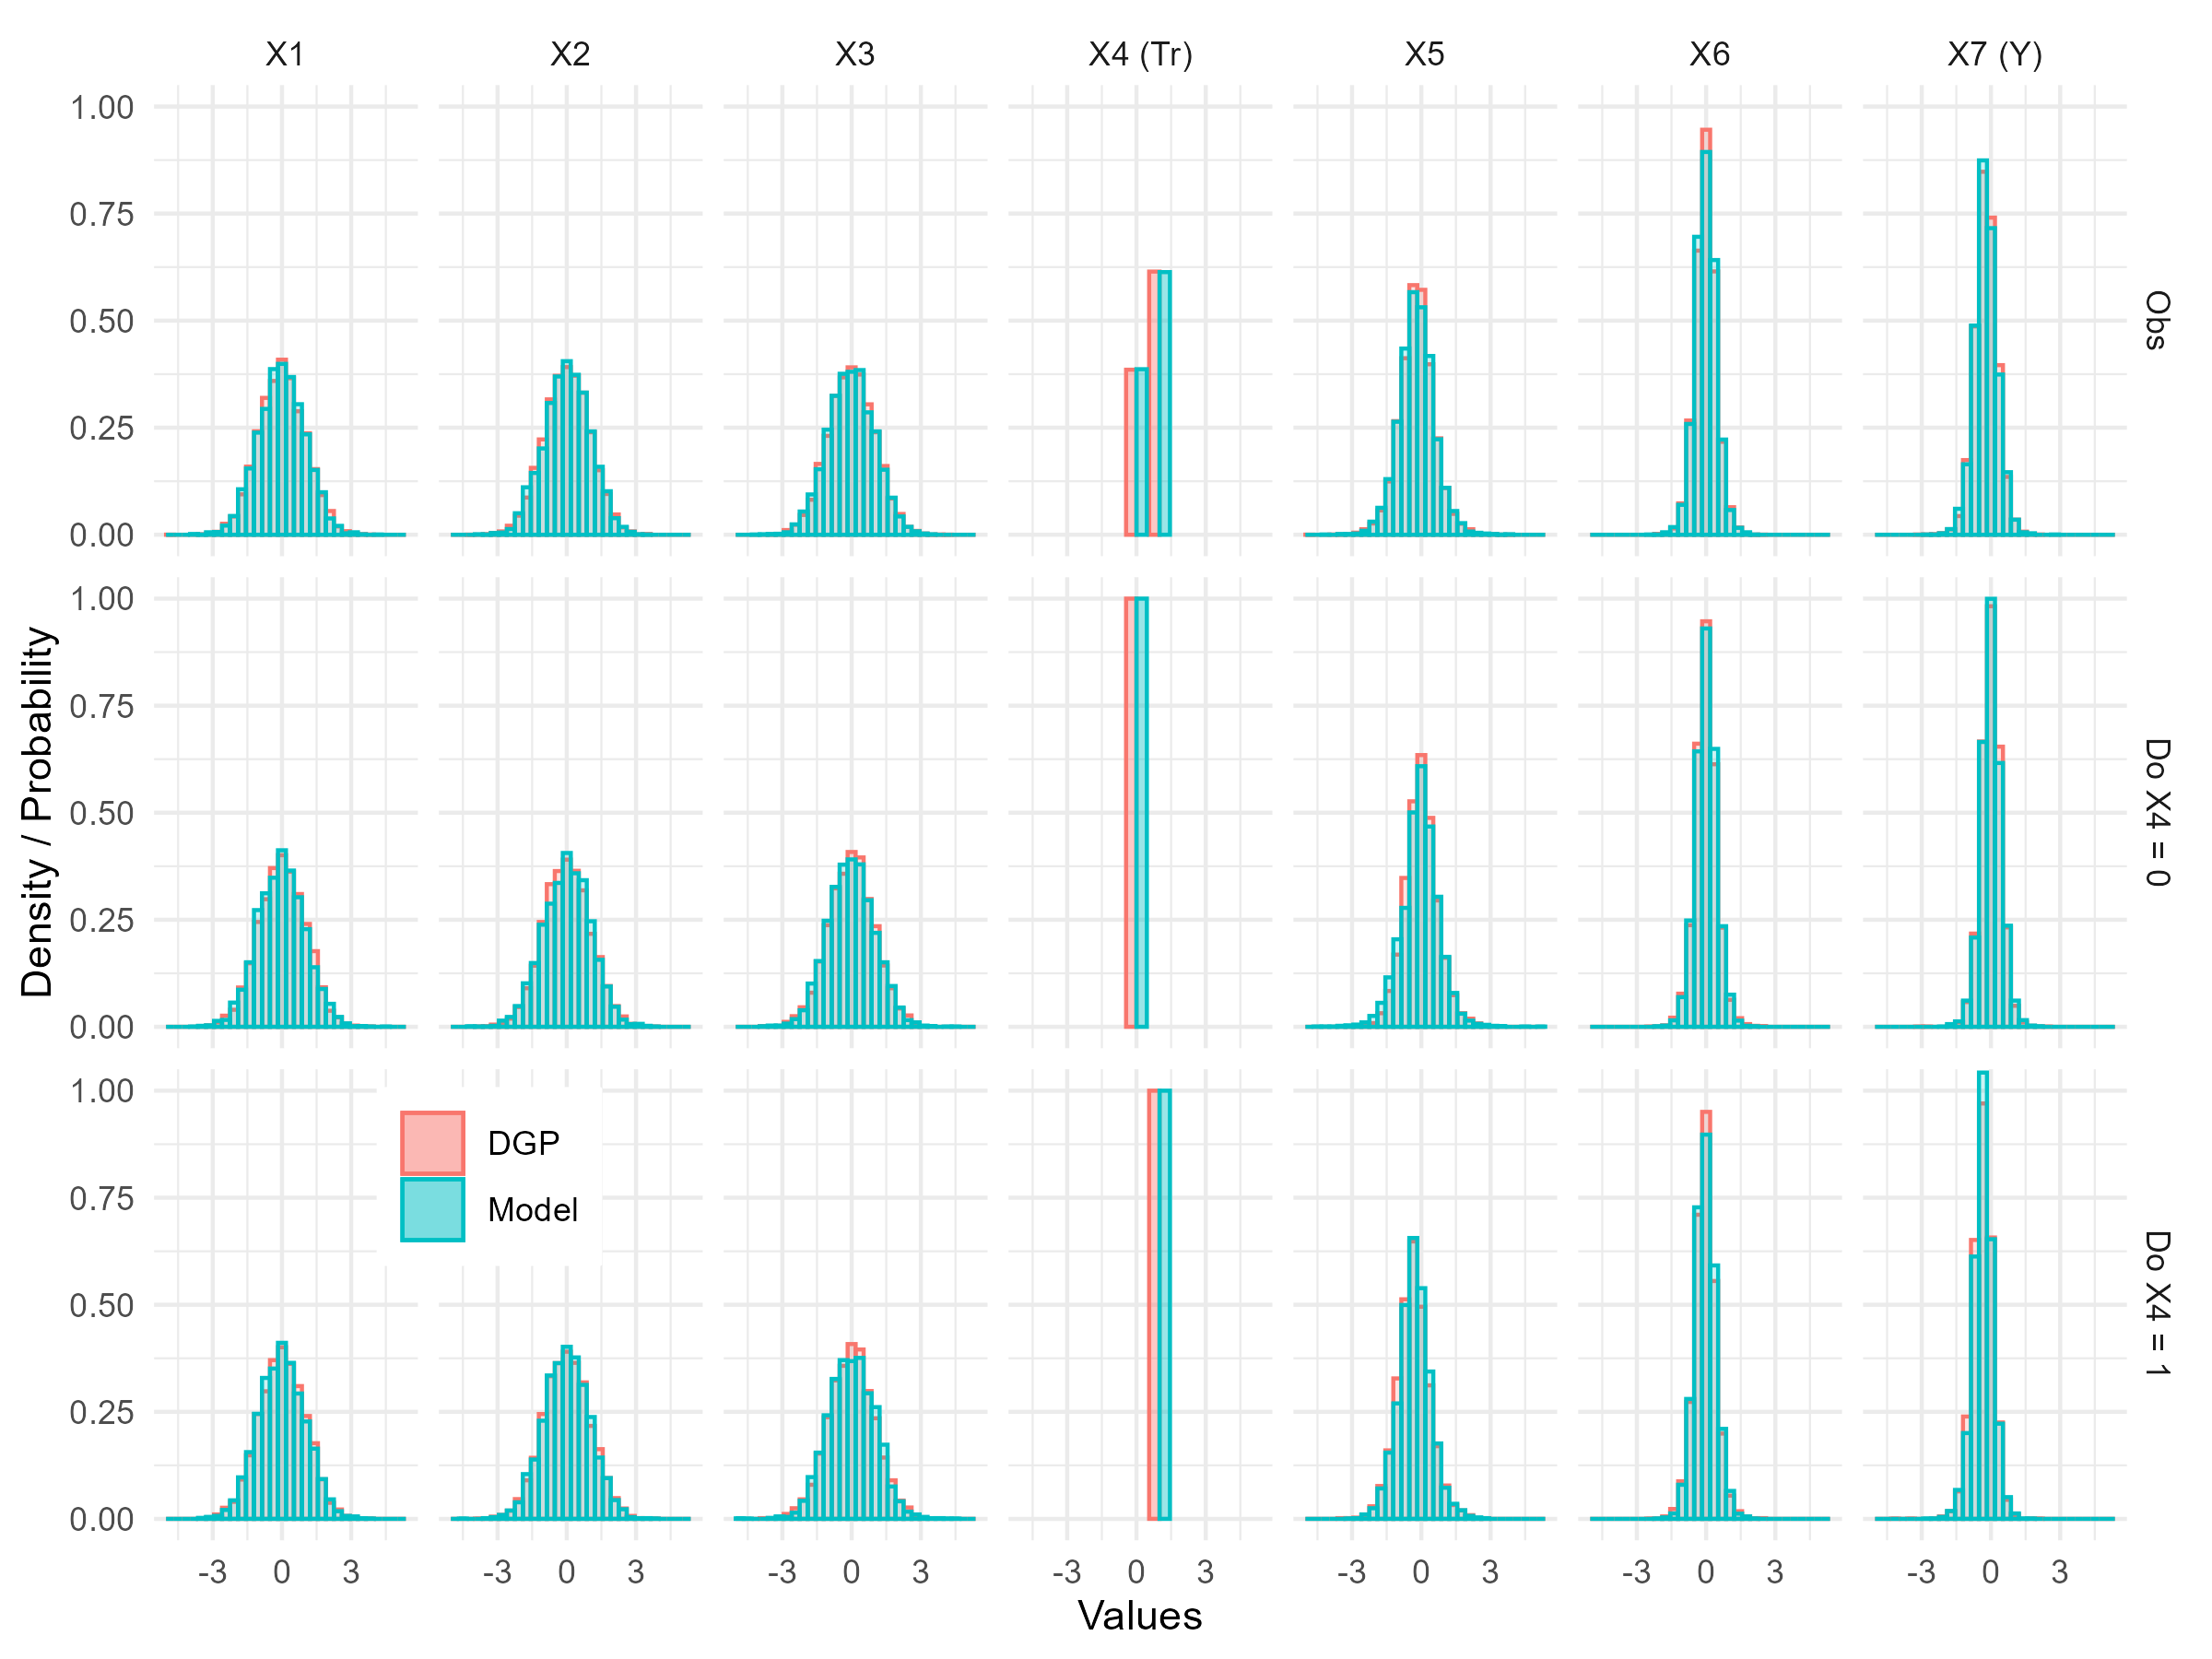 X1 X2 X3 X4 (Tr) X5 X6 X7 (Y)
1.00
0.75
0.50
0.25
0.00
Obs
1.00
0.75
0.50
0.25
0.00
Do X4 = 0
Density / Probability
1.00
0.75
0.50
0.25
0.00
DGP
Model
Do X4 = 1
-3 0 3 -3 0 3 -3 0 3 -3 0 3 -3 0 3 -3 0 3 -3 0 3
Values